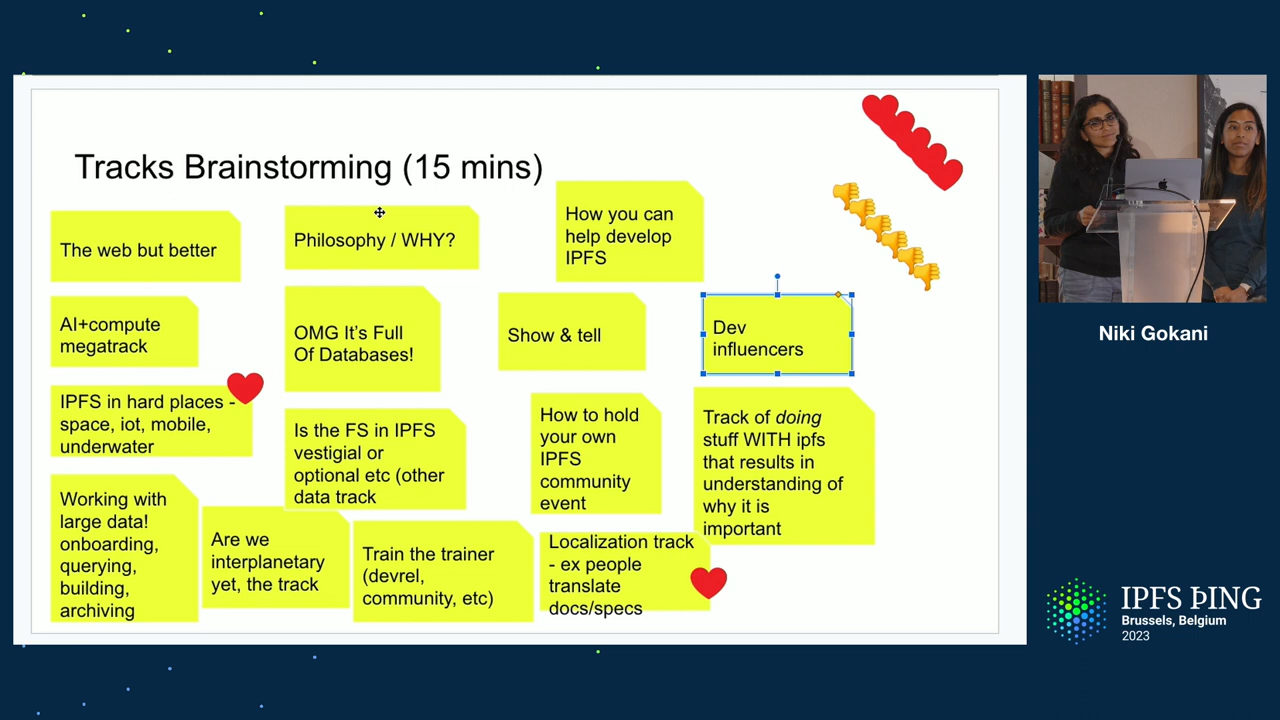 Tracks Brainstorming (15 mins)
The web but better
Philosophy / WHY?
How you can
help develop
IPFS
AI+compute
megatrack
OMG It's Full
Of Databases!
Show & tell
Dev
influencers
IPFS in hard places -
space, iot, mobile,
underwater
Is the FS in IPFS
vestigial or
optional etc (other
data track
How to hold
your own
IPFS
community
event
Track of doing
stuff WITH ipfs
that results in
understanding of
why it is
important
Working with
large data!
onboarding,
querying,
building,
archiving
Are we
interplanetary
yet, the track
Train the trainer
(devrel,
community, etc)
Localization track
- ex people
translate
docs/specs
Niki Gokani
IPFS ÞING
Brussels, Belgium
2023